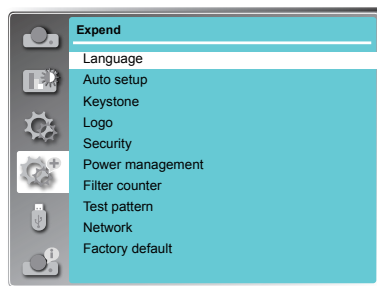 Expend
Language
Auto setup
Keystone
Logo
Security
Power management
Filter counter
Test pattern
Network
Factory default